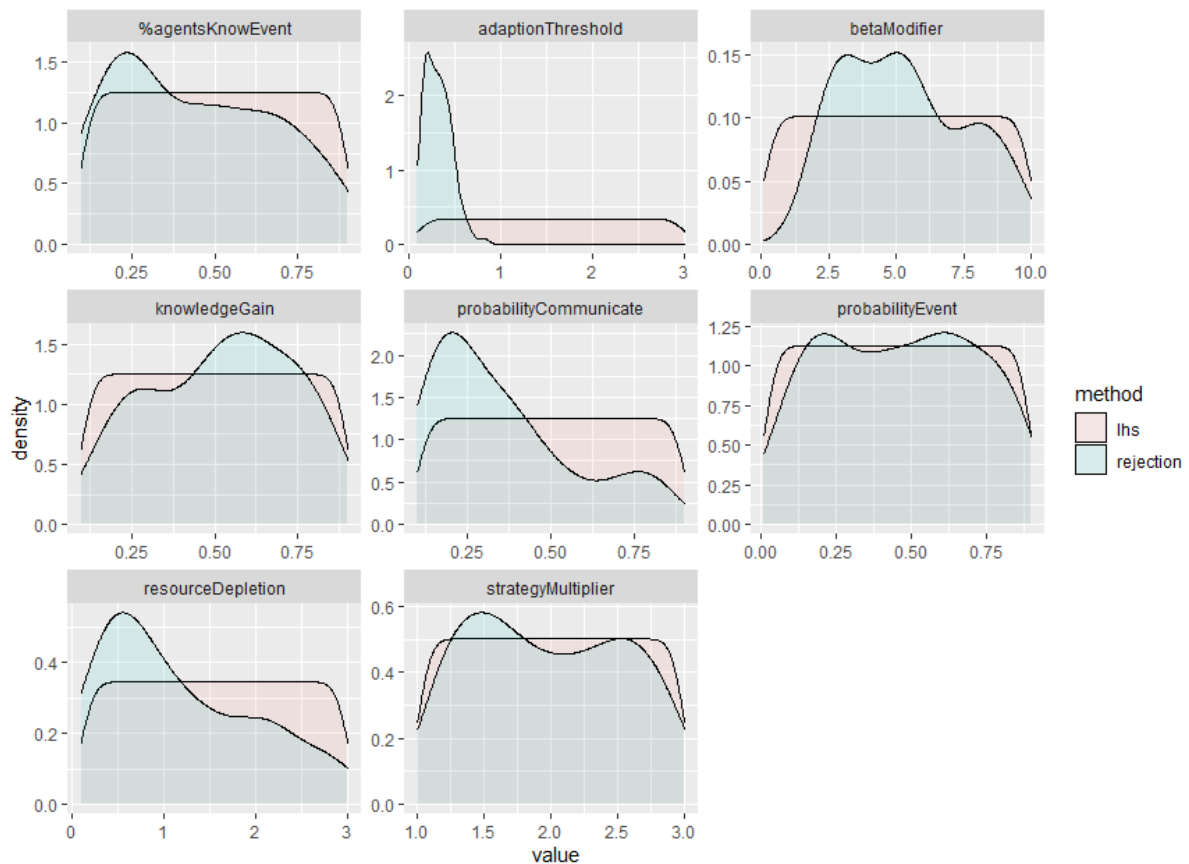 %agentsKnowEvent adaptionThreshold betaModifier
1.5
1.0
0.5
0.0
0.25 0.50 0.75
2
1
0
0 1 2 3
0.15
0.10
0.05
0.00
0.0 2.5 5.0 7.5 10.0
knowledgeGain probabilityCommunicate probabilityEvent
1.5
1.0
0.5
0.0
0.25 0.50 0.75
2.0
1.5
1.0
0.5
0.0
0.25 0.50 0.75
1.25
1.00
0.75
0.50
0.25
0.00
0.00 0.25 0.50 0.75
resourceDepletion strategyMultiplier
0.4
0.2
0.0
0 1 2 3
0.6
0.4
0.2
0.0
1.0 1.5 2.0 2.5 3.0
density
value
method
lhs
rejection